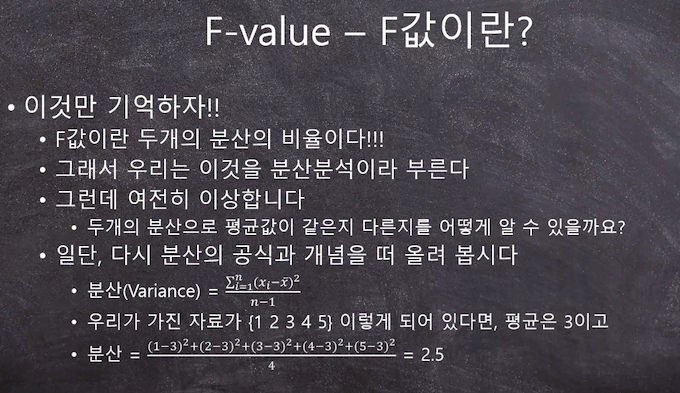 F-value – F값이란?
• 이것만 기억하자!!
• F값이란 두개의 분산의 비율이다!!!
• 그래서 우리는 이것을 분산분석이라 부른다
• 그런데 여전히 이상합니다
• 두개의 분산으로 평균값이 같은지 다른지를 어떻게 알 수 있을까요?
• 일단, 다시 분산의 공식과 개념을 떠 올려 봅시다
• 분산(Variance) = \frac{\sum_{i=1}^{n}(x_i-\bar{x})^2}{n-1}
• 우리가 가진 자료가 {1 2 3 4 5} 이렇게 되어 있다면, 평균은 3이고
• 분산 = \frac{(1-3)^2+(2-3)^2+(3-3)^2+(4-3)^2+(5-3)^2}{4} = 2.5